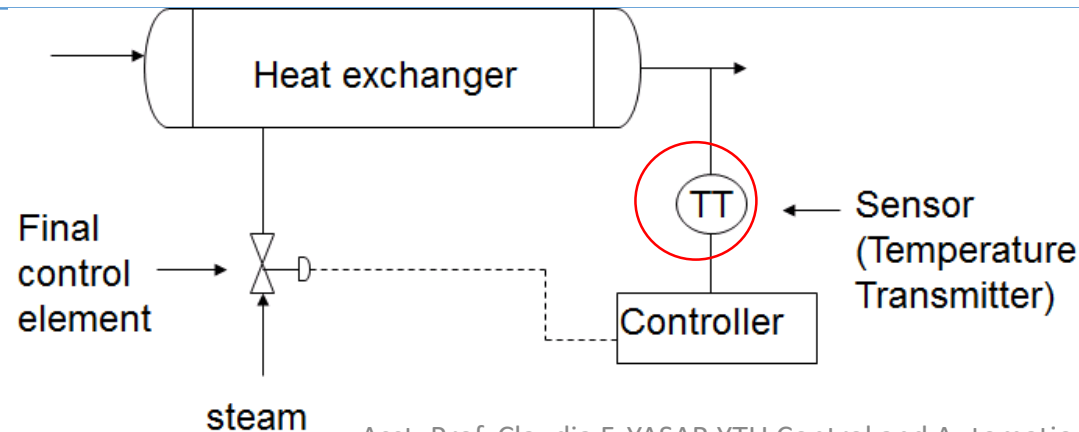 Heat exchanger
TT
Sensor
(Temperature
Transmitter)
Final
control
element
Controller
steam